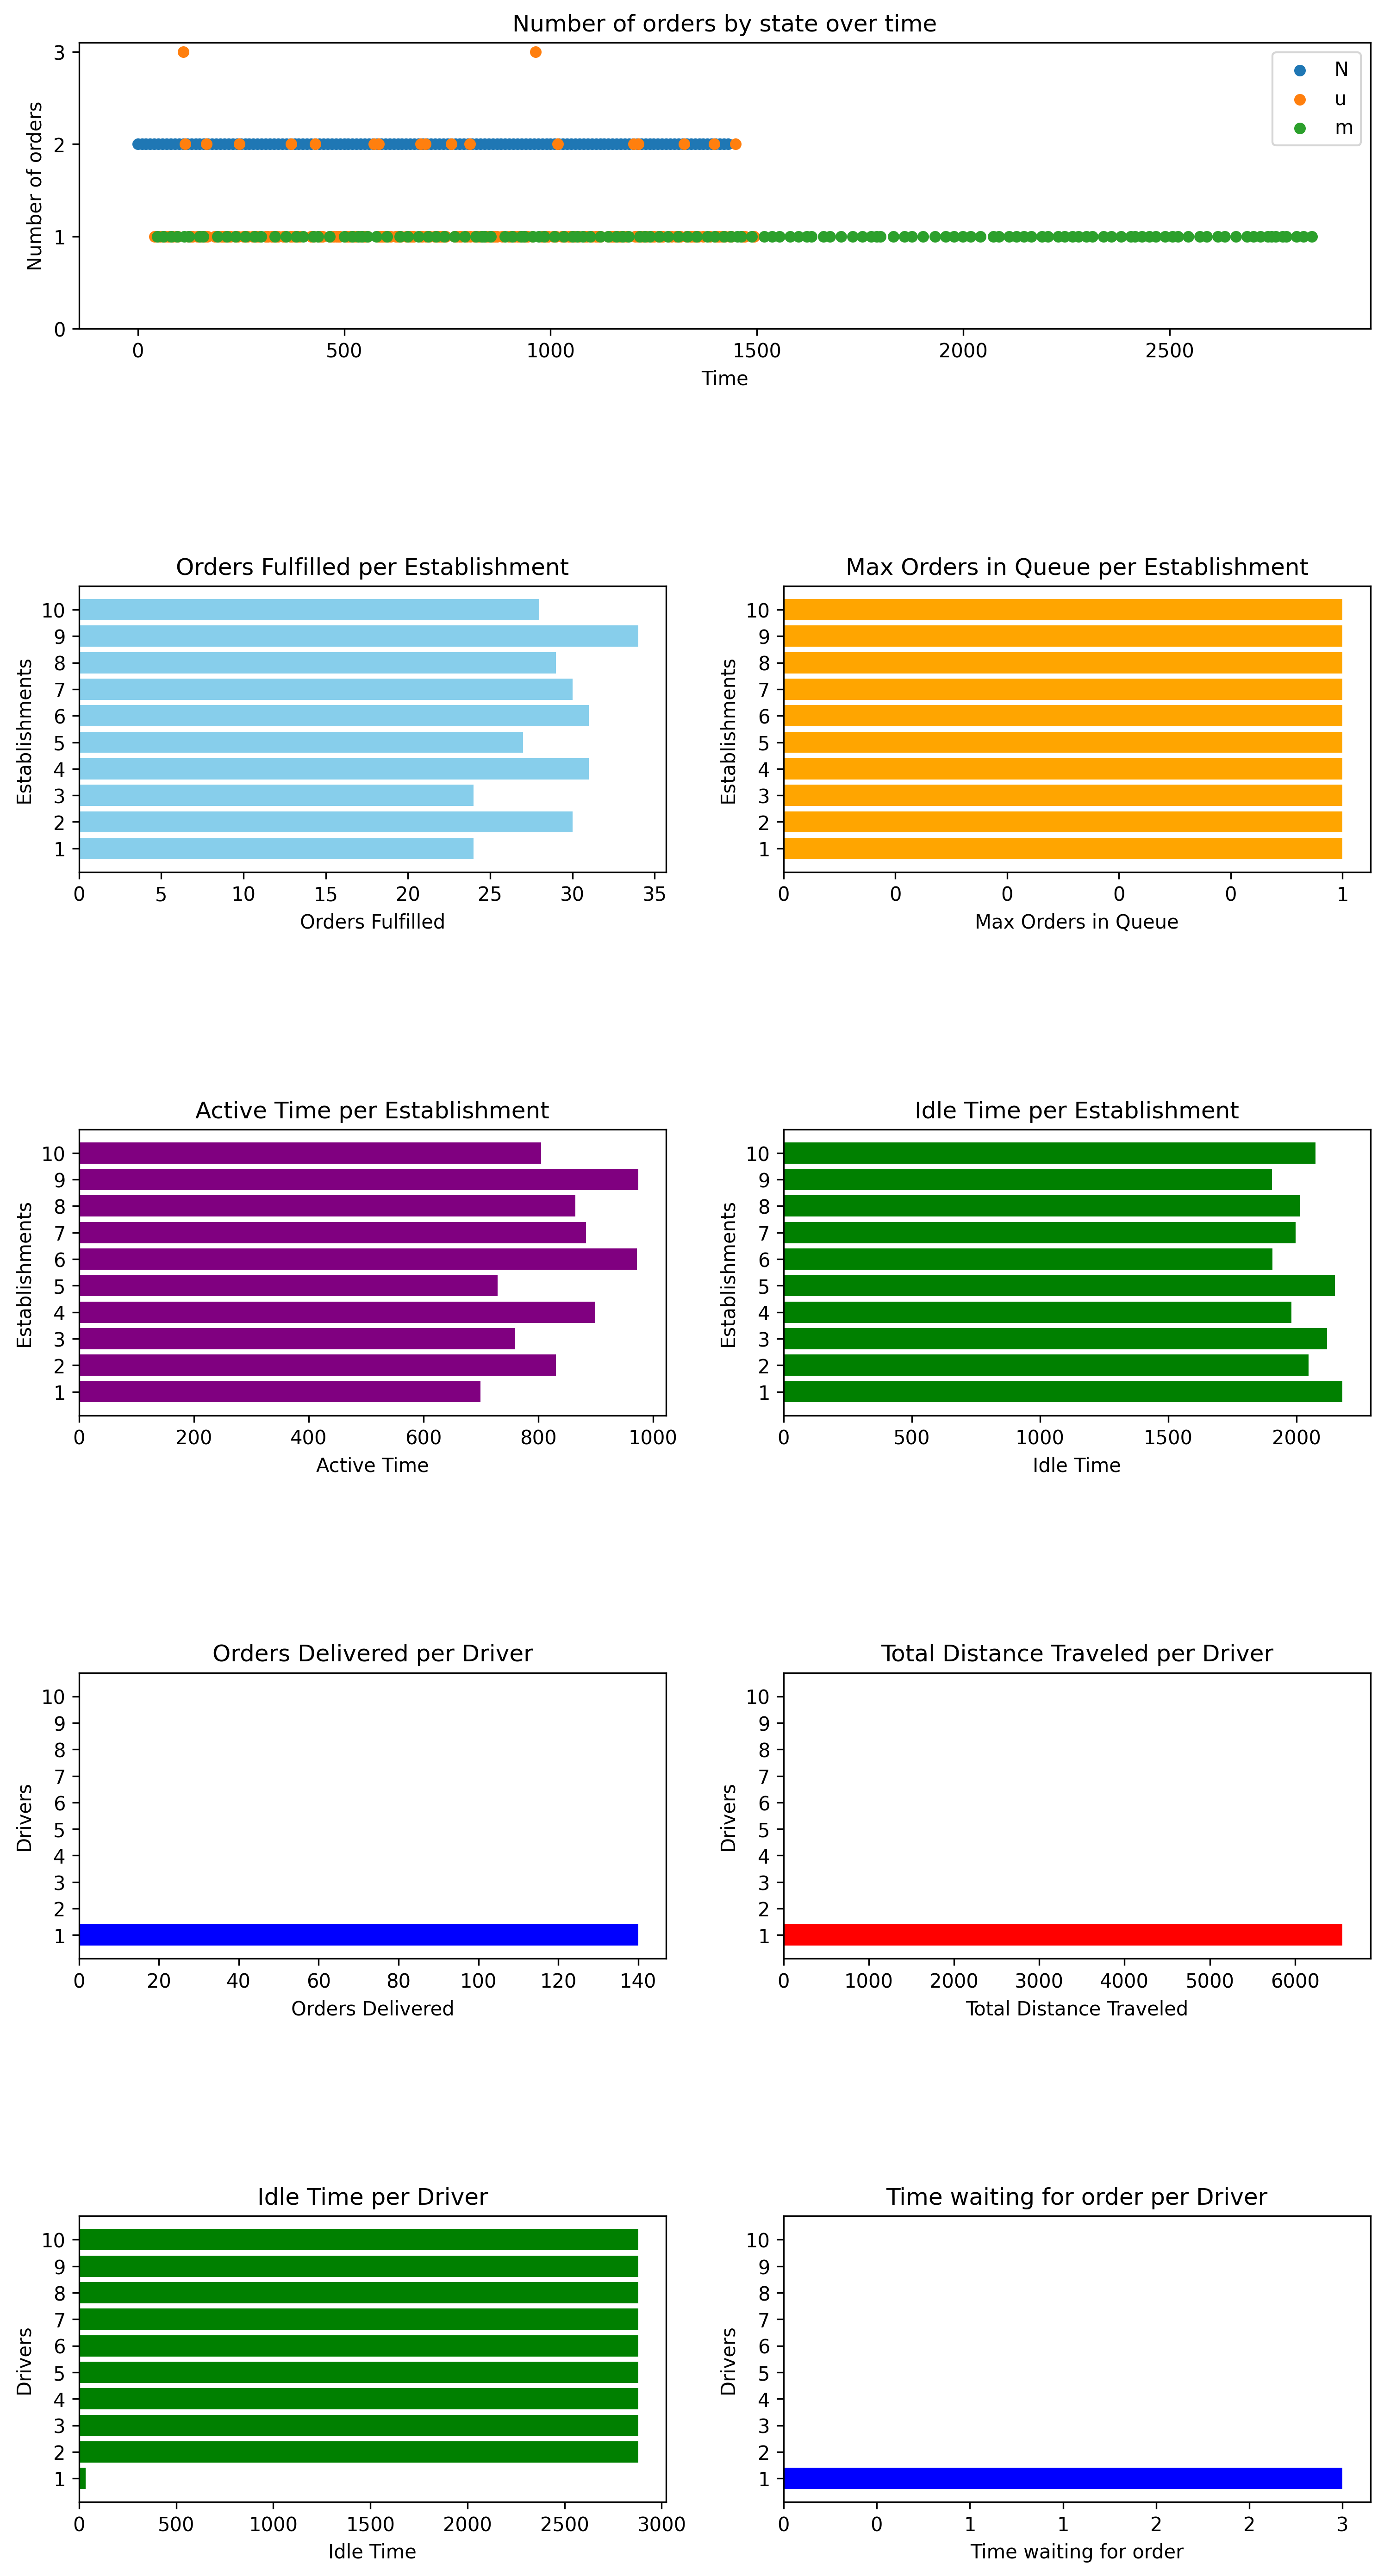 Number of orders by state over time
Number of orders
3
2
1
0
N
u
m
0 500 1000 1500 2000 2500
Time
Orders Fulfilled per Establishment
Establishments
10
9
8
7
6
5
4
3
2
1
0 5 10 15 20 25 30 35
Orders Fulfilled
Max Orders in Queue per Establishment
Establishments
10
9
8
7
6
5
4
3
2
1
0 0 0 0 0 1
Max Orders in Queue
Active Time per Establishment
Establishments
10
9
8
7
6
5
4
3
2
1
0 200 400 600 800 1000
Active Time
Idle Time per Establishment
Establishments
10
9
8
7
6
5
4
3
2
1
0 500 1000 1500 2000
Idle Time
Orders Delivered per Driver
Drivers
10
9
8
7
6
5
4
3
2
1
0 20 40 60 80 100 120 140
Orders Delivered
Total Distance Traveled per Driver
Drivers
10
9
8
7
6
5
4
3
2
1
0 1000 2000 3000 4000 5000 6000
Total Distance Traveled
Idle Time per Driver
Drivers
10
9
8
7
6
5
4
3
2
1
0 500 1000 1500 2000 2500 3000
Idle Time
Time waiting for order per Driver
Drivers
10
9
8
7
6
5
4
3
2
1
0 0 1 1 2 2 3
Time waiting for order